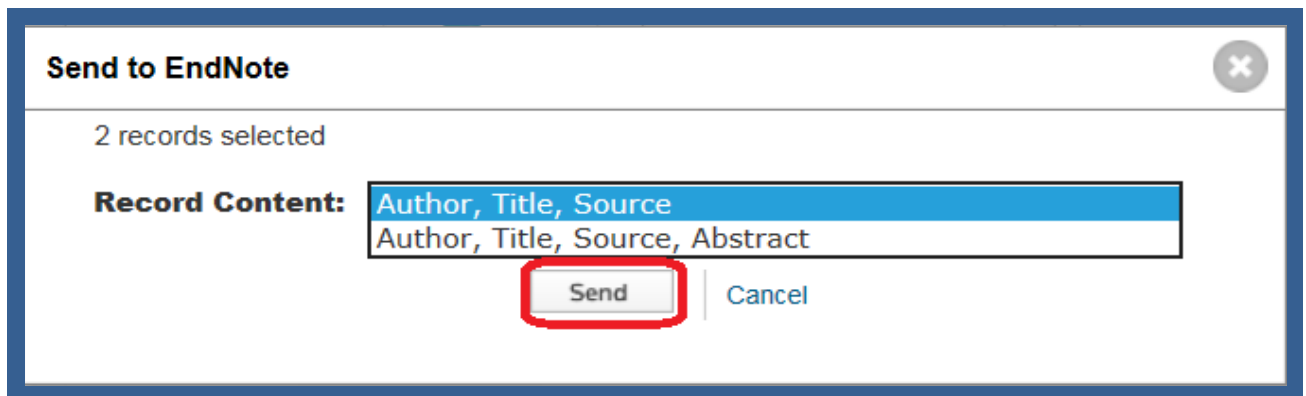 Send to EndNote
2 records selected
Record Content: Author, Title, Source
Author, Title, Source, Abstract
Send Cancel